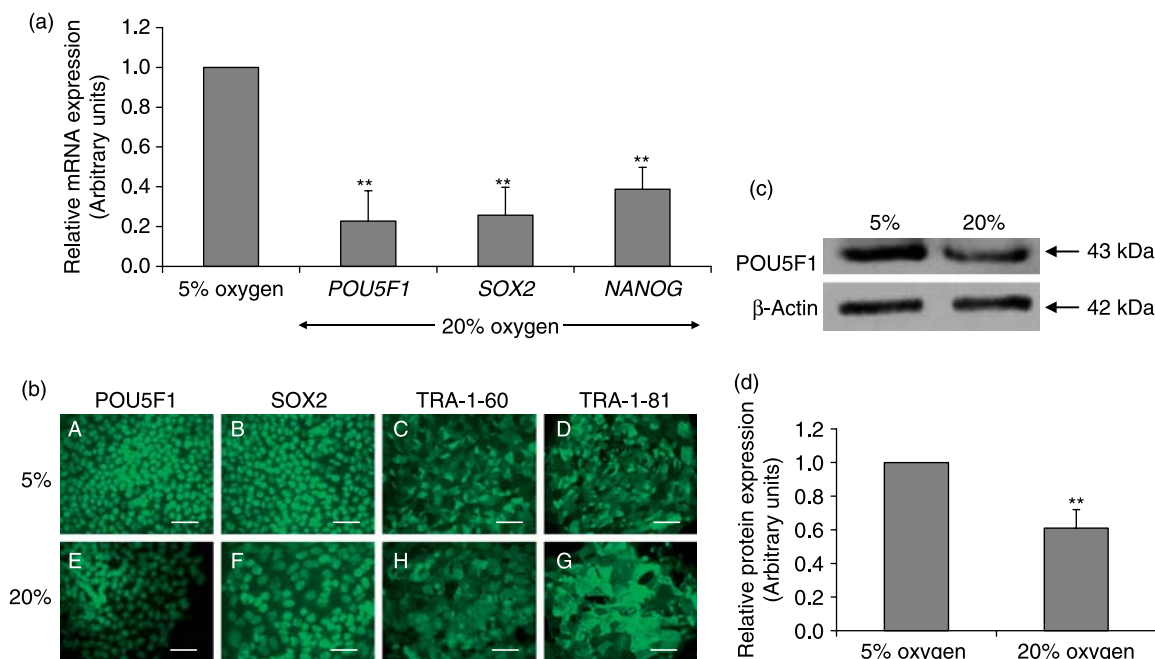 (a)
Relative mRNA expression
(Arbitrary units)
1.2
1.0
0.8
0.6
0.4
0.2
0.0
** ** **
5% oxygen POU5F1 SOX2 NANOG
20% oxygen
(b)
POU5F1 SOX2 TRA-1-60 TRA-1-81
5%
A B C D
20%
E F H G
(c)
5% 20%
POU5F1 43 kDa
β-Actin 42 kDa
(d)
Relative protein expression
(Arbitrary units)
1.2
1.0
0.8
0.6
0.4
0.2
0.0
**
5% oxygen 20% oxygen